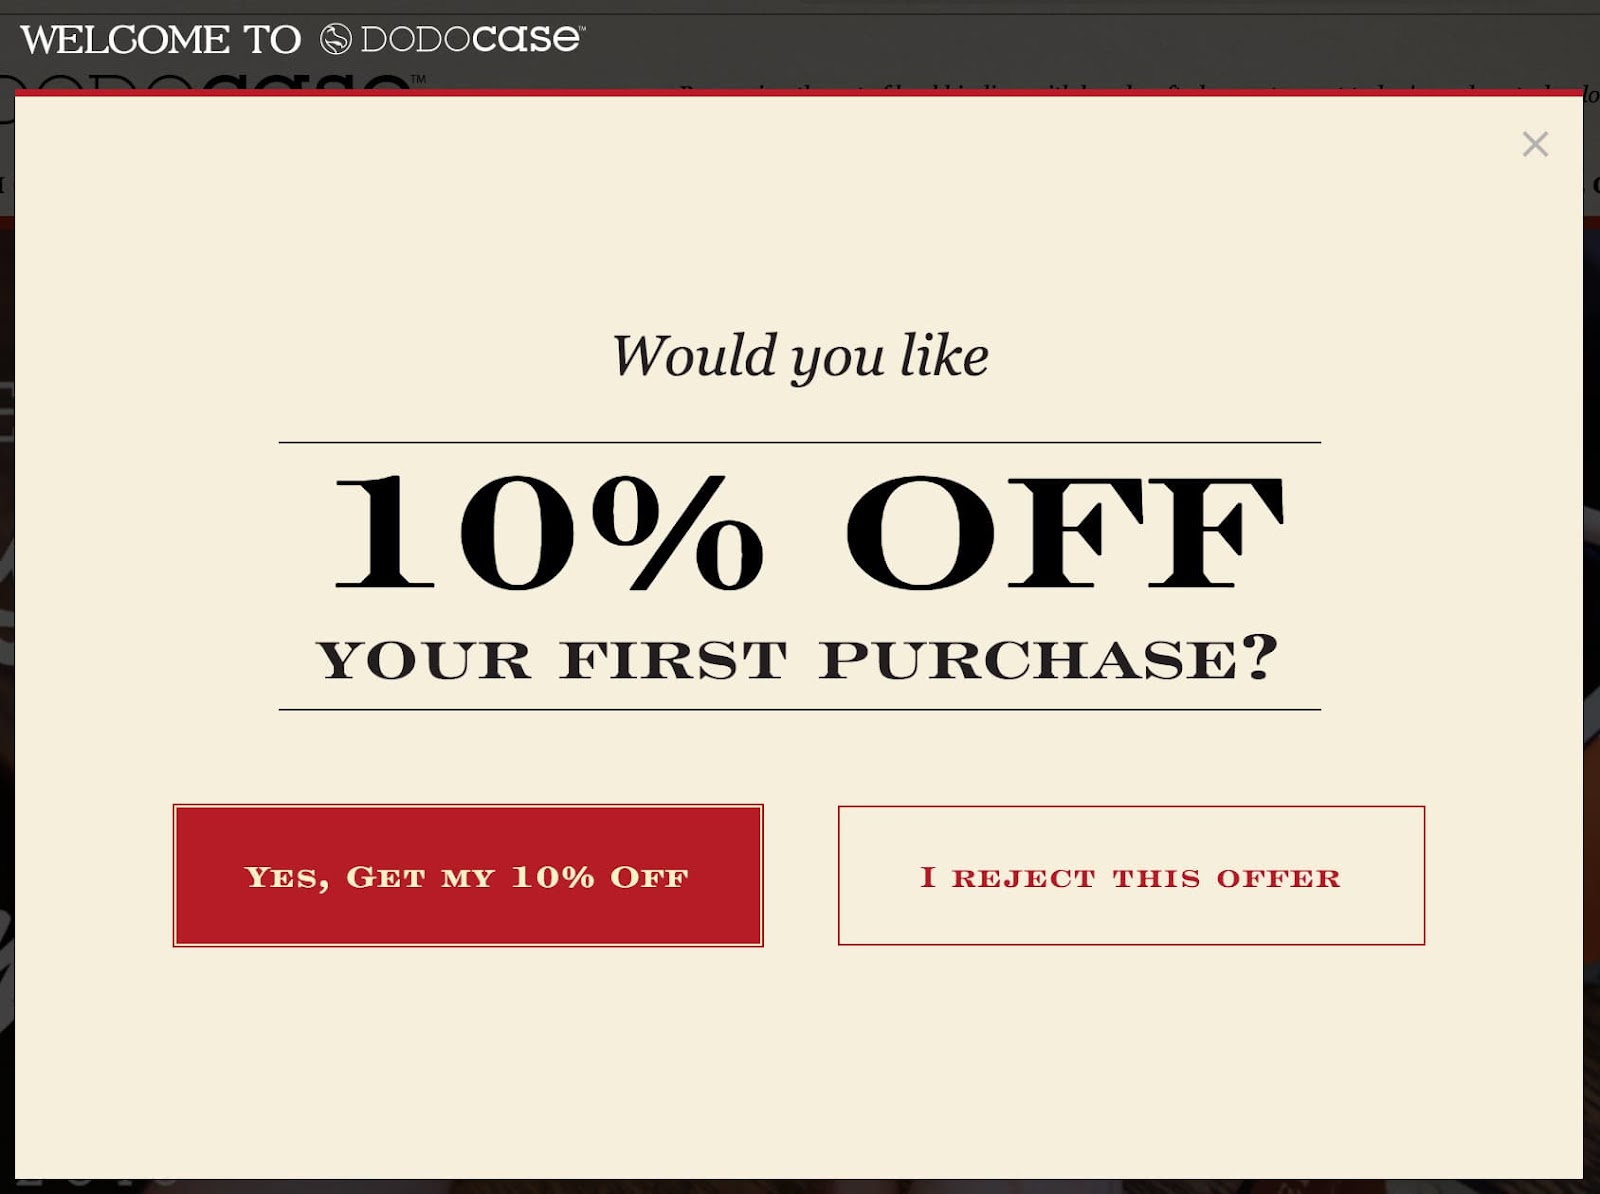 WELCOME TO DODOcase™
DODOcase™
Would you like
10% OFF
YOUR FIRST PURCHASE?
Yes, Get my 10% Off
I reject this offer